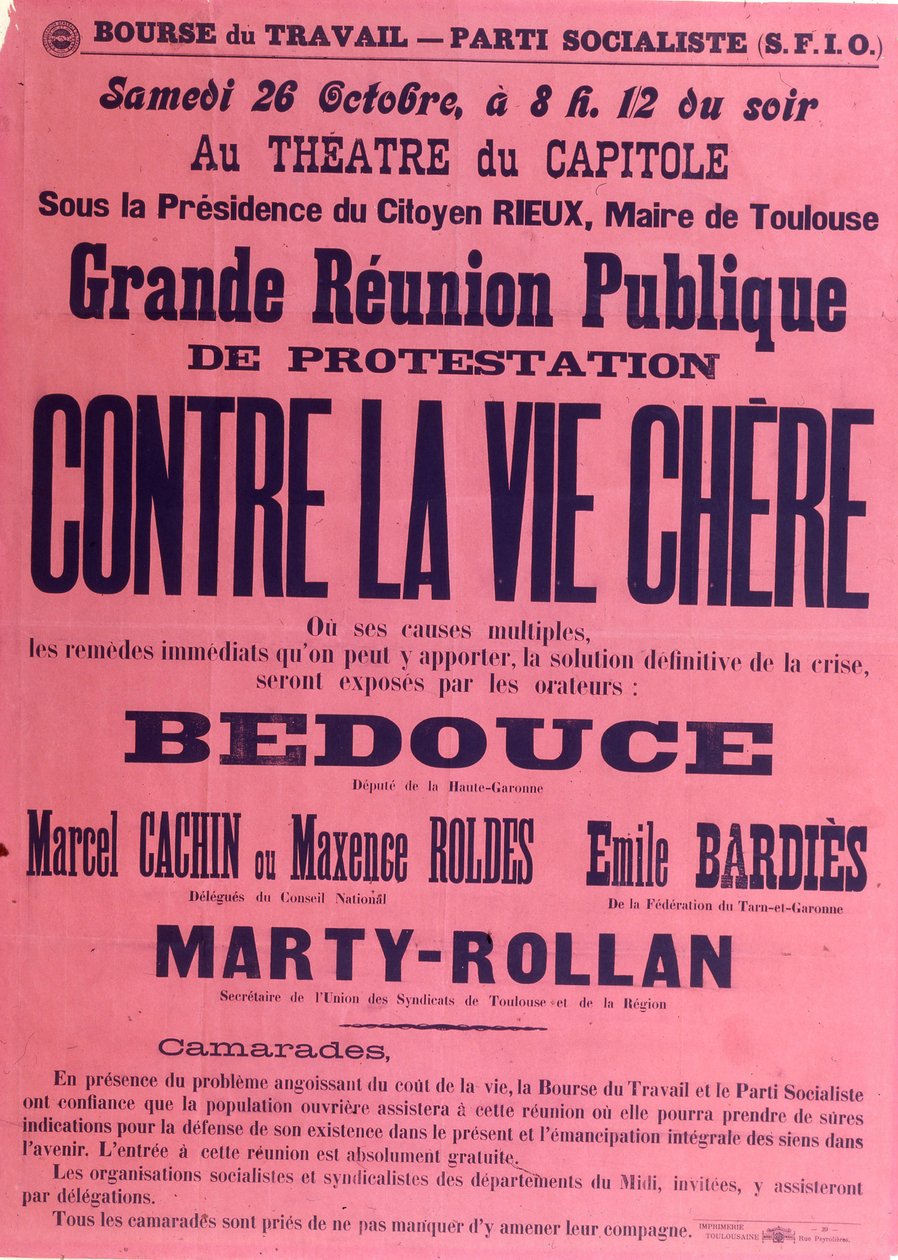 BOURSE du TRAVAIL — PARTI SOCIALISTE (S.F.I.O.)
Samedi 26 Octobre, à 8 h. 1/2 du soir
Au THÉATRE du CAPITOLE
Sous la Présidence du Citoyen RIEUX, Maire de Toulouse
Grande Réunion Publique
DE PROTESTATION
CONTRE LA VIE CHÈRE
Où ses causes multiples,
les remèdes immédiats qu'on peut y apporter, la solution définitive de la crise,
seront exposés par les orateurs :
BEDOUCE
Député de la Haute-Garonne
Marcel CACHIN ou Maxence ROLDES Emile BARDIÈS
Délégués du Conseil National De la Fédération du Tarn-et-Garonne
MARTY-ROLLAN
Secrétaire de l'Union des Syndicats de Toulouse et de la Région
Camarades,
En présence du problème angoissant du coût de la vie, la Bourse du Travail et le Parti Socialiste
ont confiance que la population ouvrière assistera à cette réunion où elle pourra prendre de sûres
indications pour la défense de son existence dans le présent et l'émancipation intégrale des siens dans
l'avenir. L'entrée à cette réunion est absolument gratuite.
Les organisations socialistes et syndicalistes des départements du Midi, invitées, y assisteront
par délégations.
Tous les camarades sont priés de ne pas manquer d'y amener leur compagne.
IMPRIMERIE TOULOUSAINE — 39 — Rue Peyrolières.